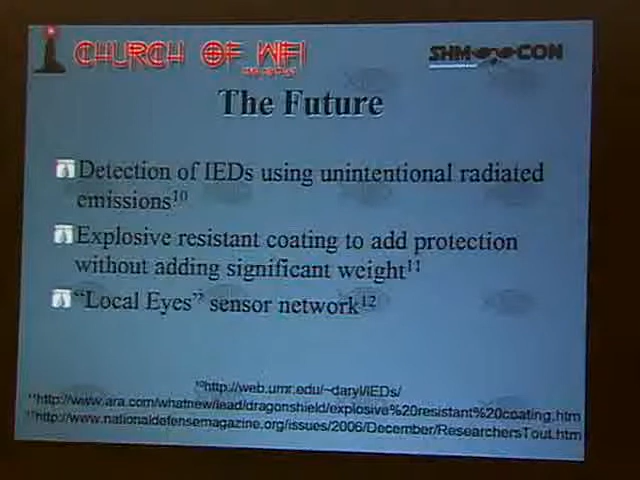 CHURCH OF WIFI
SHMOOCON
The Future
Detection of IEDs using unintentional radiated
emissions10
Explosive resistant coating to add protection
without adding significant weight11
"Local Eyes" sensor network12
10http://web.umr.edu/~daryl/IEDs/
11http://www.ara.com/whatnew/lead/dragonshield/explosive%20resistant%20coating.htm
12http://www.nationaldefensemagazine.org/issues/2006/December/ResearchersTout.htm